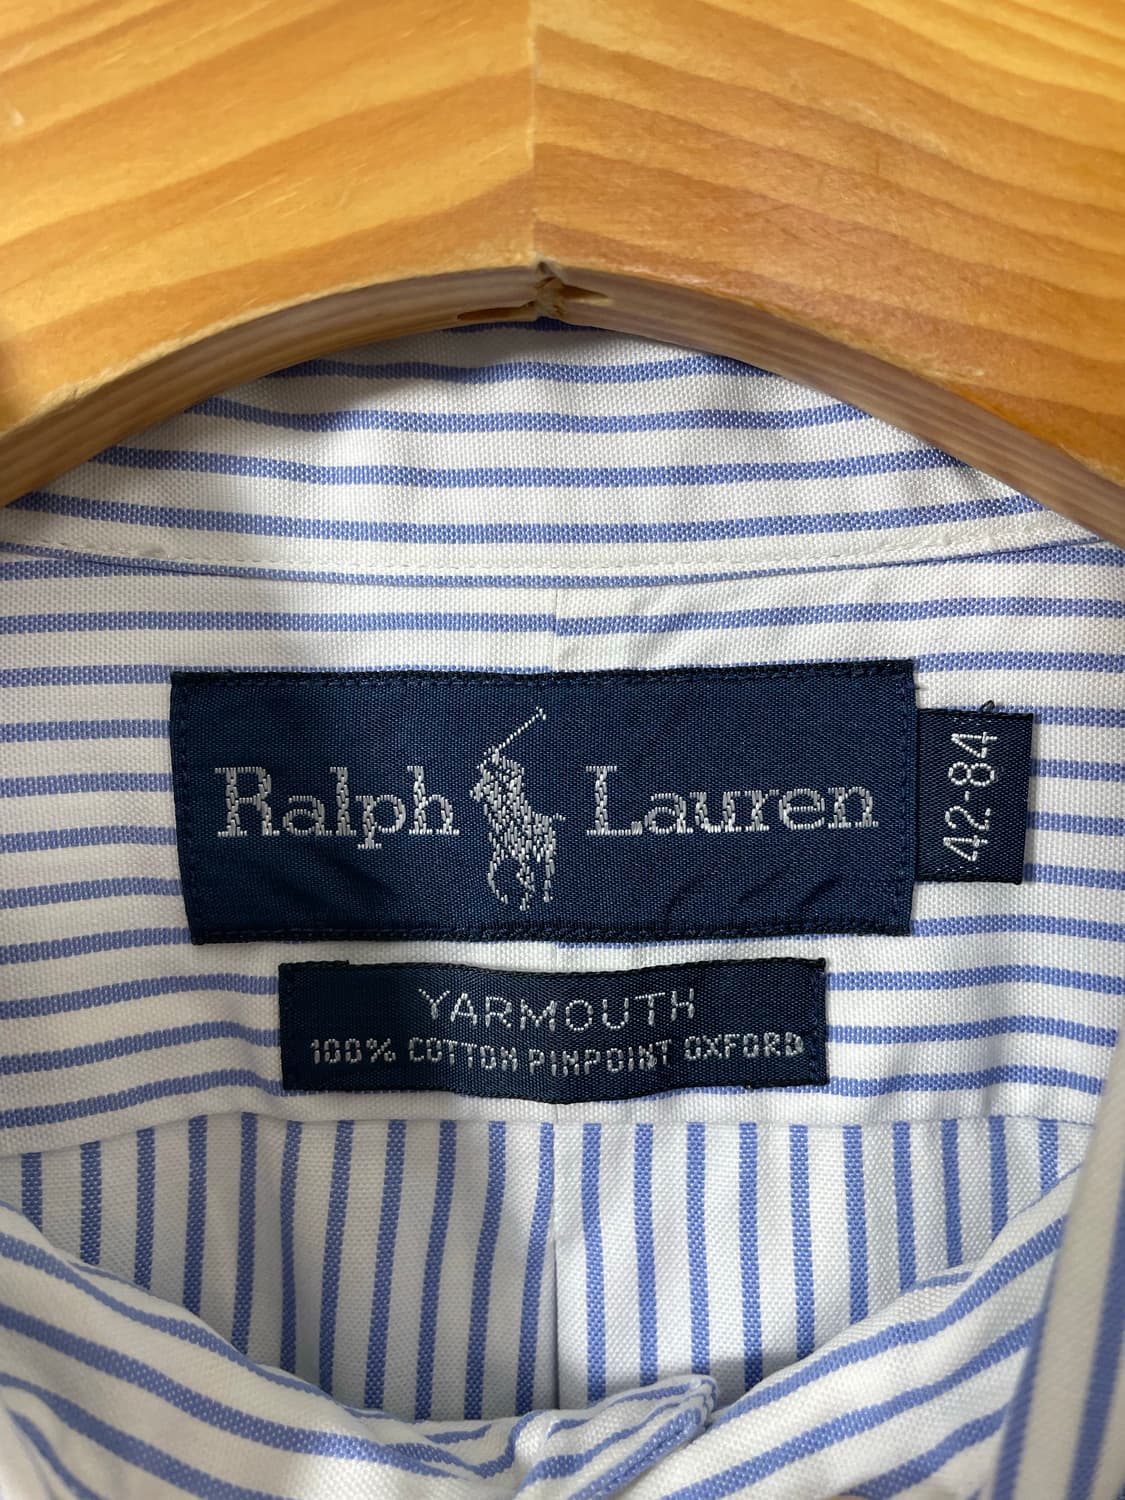 Ralph Lauren
42-84
YARMOUTH
100% COTTON PINPOINT OXFORD